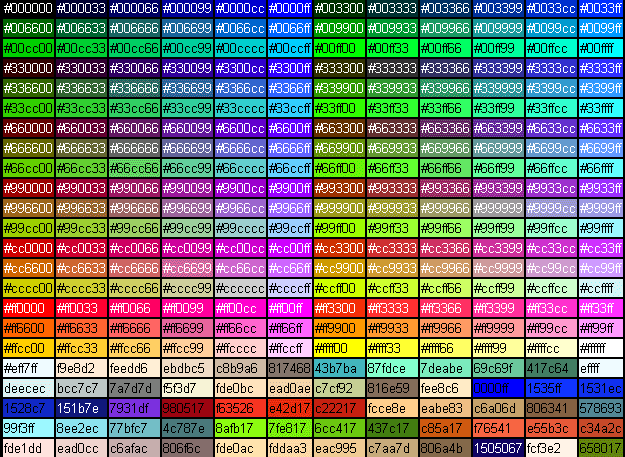 #000000 #000033 #000066 #000099 #0000cc #0000ff #003300 #003333 #003366 #003399 #0033cc #0033ff
#006600 #006633 #006666 #006699 #0066cc #0066ff #009900 #009933 #009966 #009999 #0099cc #0099ff
#00cc00 #00cc33 #00cc66 #00cc99 #00cccc #00ccff #00ff00 #00ff33 #00ff66 #00ff99 #00ffcc #00ffff
#330000 #330033 #330066 #330099 #3300cc #3300ff #333300 #333333 #333366 #333399 #3333cc #3333ff
#336600 #336633 #336666 #336699 #3366cc #3366ff #339900 #339933 #339966 #339999 #3399cc #3399ff
#33cc00 #33cc33 #33cc66 #33cc99 #33cccc #33ccff #33ff00 #33ff33 #33ff66 #33ff99 #33ffcc #33ffff
#660000 #660033 #660066 #660099 #6600cc #6600ff #663300 #663333 #663366 #663399 #6633cc #6633ff
#666600 #666633 #666666 #666699 #6666cc #6666ff #669900 #669933 #669966 #669999 #6699cc #6699ff
#66cc00 #66cc33 #66cc66 #66cc99 #66cccc #66ccff #66ff00 #66ff33 #66ff66 #66ff99 #66ffcc #66ffff
#990000 #990033 #990066 #990099 #9900cc #9900ff #993300 #993333 #993366 #993399 #9933cc #9933ff
#996600 #996633 #996666 #996699 #9966cc #9966ff #999900 #999933 #999966 #999999 #9999cc #9999ff
#99cc00 #99cc33 #99cc66 #99cc99 #99cccc #99ccff #99ff00 #99ff33 #99ff66 #99ff99 #99ffcc #99ffff
#cc0000 #cc0033 #cc0066 #cc0099 #cc00cc #cc00ff #cc3300 #cc3333 #cc3366 #cc3399 #cc33cc #cc33ff
#cc6600 #cc6633 #cc6666 #cc6699 #cc66cc #cc66ff #cc9900 #cc9933 #cc9966 #cc9999 #cc99cc #cc99ff
#cccc00 #cccc33 #cccc66 #cccc99 #cccccc #ccccff #ccff00 #ccff33 #ccff66 #ccff99 #ccffcc #ccffff
#ff0000 #ff0033 #ff0066 #ff0099 #ff00cc #ff00ff #ff3300 #ff3333 #ff3366 #ff3399 #ff33cc #ff33ff
#ff6600 #ff6633 #ff6666 #ff6699 #ff66cc #ff66ff #ff9900 #ff9933 #ff9966 #ff9999 #ff99cc #ff99ff
#ffcc00 #ffcc33 #ffcc66 #ffcc99 #ffcccc #ffccff #ffff00 #ffff33 #ffff66 #ffff99 #ffffcc #ffffff
#eff7ff f9e8d2 feedd6 ebdbc5 c8b9a6 817468 43b7ba 87fdce 7deabe 69c69f 417c64 effff
deecec bcc7c7 7a7d7d f5f3d7 fde0bc ead0ae c7cf92 816e59 fee8c6 0000ff 1535ff 1531ec
1528c7 151b7e 7931df 9b0517 f63526 e42d17 c22217 fcce8e eabe83 c6a06d 806341 578693
99f3ff 8ee2ec 77bfc7 4c787e 8afb17 7fe817 6cc417 437c17 c85a17 f76541 e55b3c c34a2c
fde1dd ead0cc c6afac 806f6c fde0ac fddaa3 eac995 c7aa7d 806a4b 1505067 fcf3e2 658017